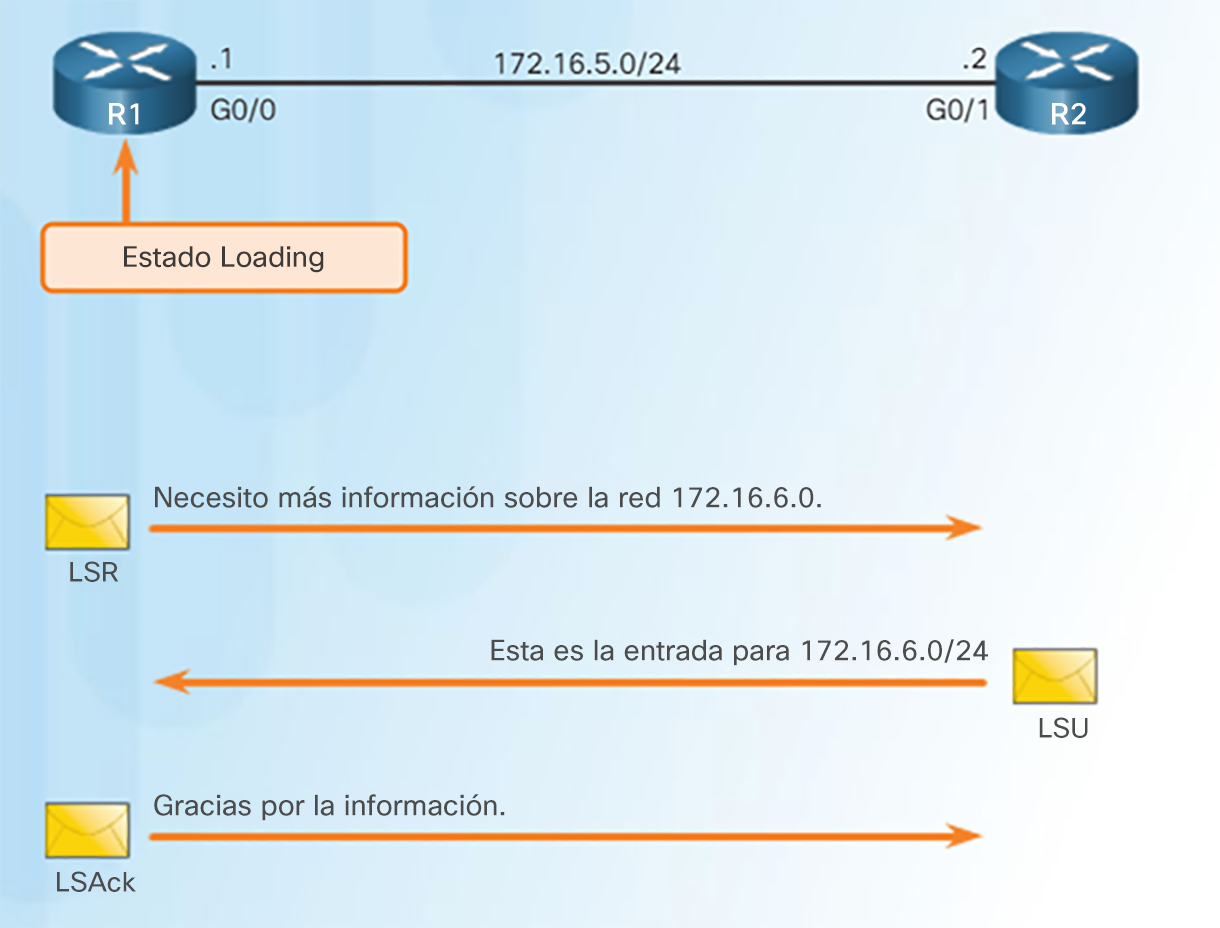 .1
172.16.5.0/24
.2
R1
G0/0
G0/1
R2
Estado Loading
Necesito más información sobre la red 172.16.6.0.
LSR
Esta es la entrada para 172.16.6.0/24
LSU
Gracias por la información.
LSAck